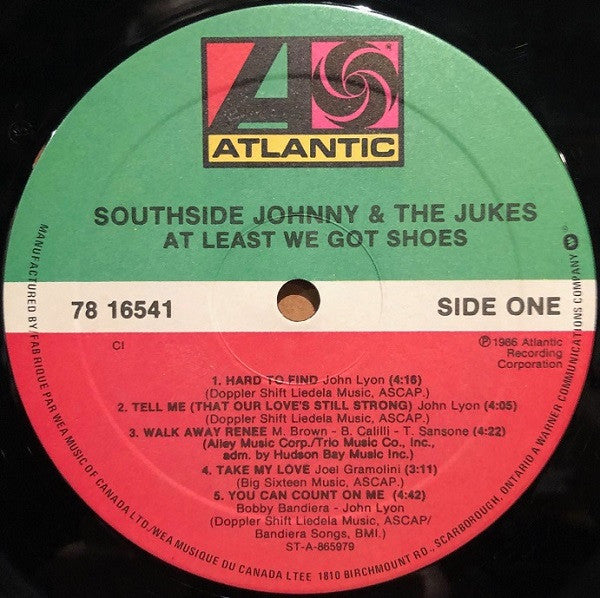 ATLANTIC
SOUTHSIDE JOHNNY & THE JUKES
AT LEAST WE GOT SHOES
78 16541
SIDE ONE
CI
℗1986 Atlantic
Recording
Corporation
1. HARD TO FIND John Lyon (4:16)
(Doppler Shift Liedela Music, ASCAP.)
2. TELL ME (THAT OUR LOVE'S STILL STRONG) John Lyon (4:05)
(Doppler Shift Liedela Music, ASCAP.)
3. WALK AWAY RENEE M. Brown - B. Calilli - T. Sansone (4:22)
(Alley Music Corp./Trio Music Co., Inc.,
adm. by Hudson Bay Music Inc.)
4. TAKE MY LOVE Joel Gramolini (3:11)
(Big Sixteen Music, ASCAP.)
5. YOU CAN COUNT ON ME (4:42)
Bobby Bandiera - John Lyon
(Doppler Shift Liedela Music, ASCAP/
Bandiera Songs, BMI.)
ST-A-865979
MANUFACTURED BY/FABRIQUE PAR WEA MUSIC OF CANADA LTD/WEA MUSIQUE DU CANADA LTEE 1810 BIRCHMOUNT RD., SCARBOROUGH, ONTARIO A WARNER COMMUNICATIONS COMPANY